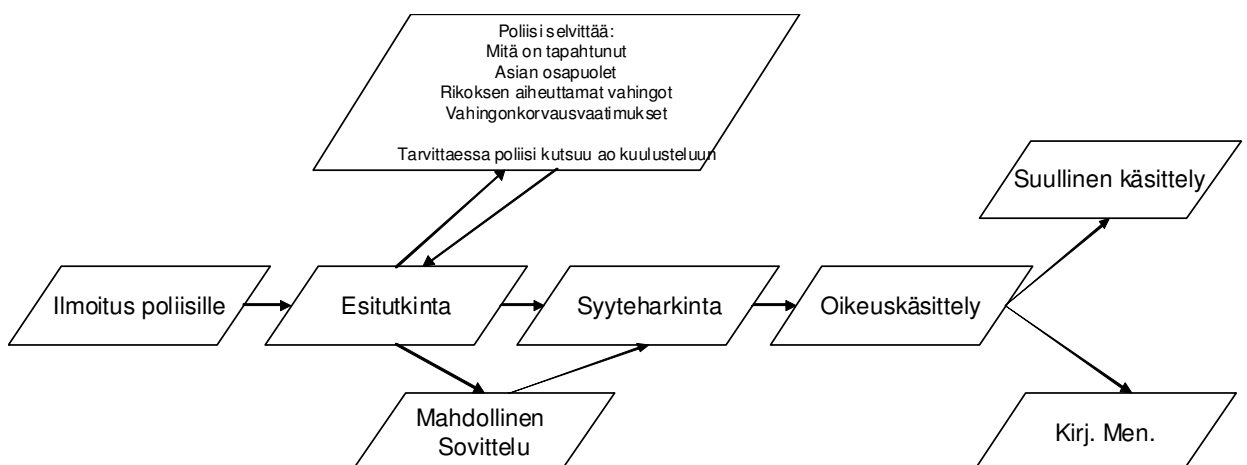 Poliisi selvittää:
Mitä on tapahtunut
Asian osapuolet
Rikoksen aiheuttamat vahingot
Vahingonkorvausvaatimukset
Tarvittaessa poliisi kutsuu ao kuulusteluun
Suullinen käsittely
Ilmoitus poliisille
Esitutkinta
Syyteharkinta
Oikeuskäsittely
Mahdollinen
Sovittelu
Kirj. Men.